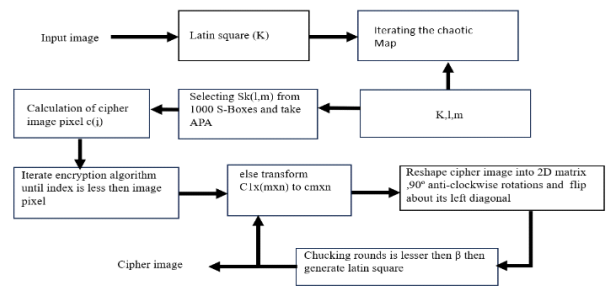 Input image
Latin square (K)
Iterating the chaotic
Map
Calculation of cipher
image pixel c(i)
Selecting Sk(l,m) from
1000 S-Boxes and take
APA
K,l,m
Iterate encryption algorithm
until index is less then image
pixel
else transform
C1x(mxn) to cmxn
Reshape cipher image into 2D matrix
,90º anti-clockwise rotations and flip
about its left diagonal
Cipher image
Chucking rounds is lesser then β then
generate latin square